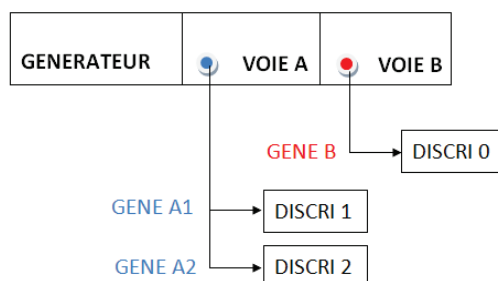 GENERATEUR VOIE A VOIE B
GENE B DISCRI 0
GENE A1 DISCRI 1
GENE A2 DISCRI 2